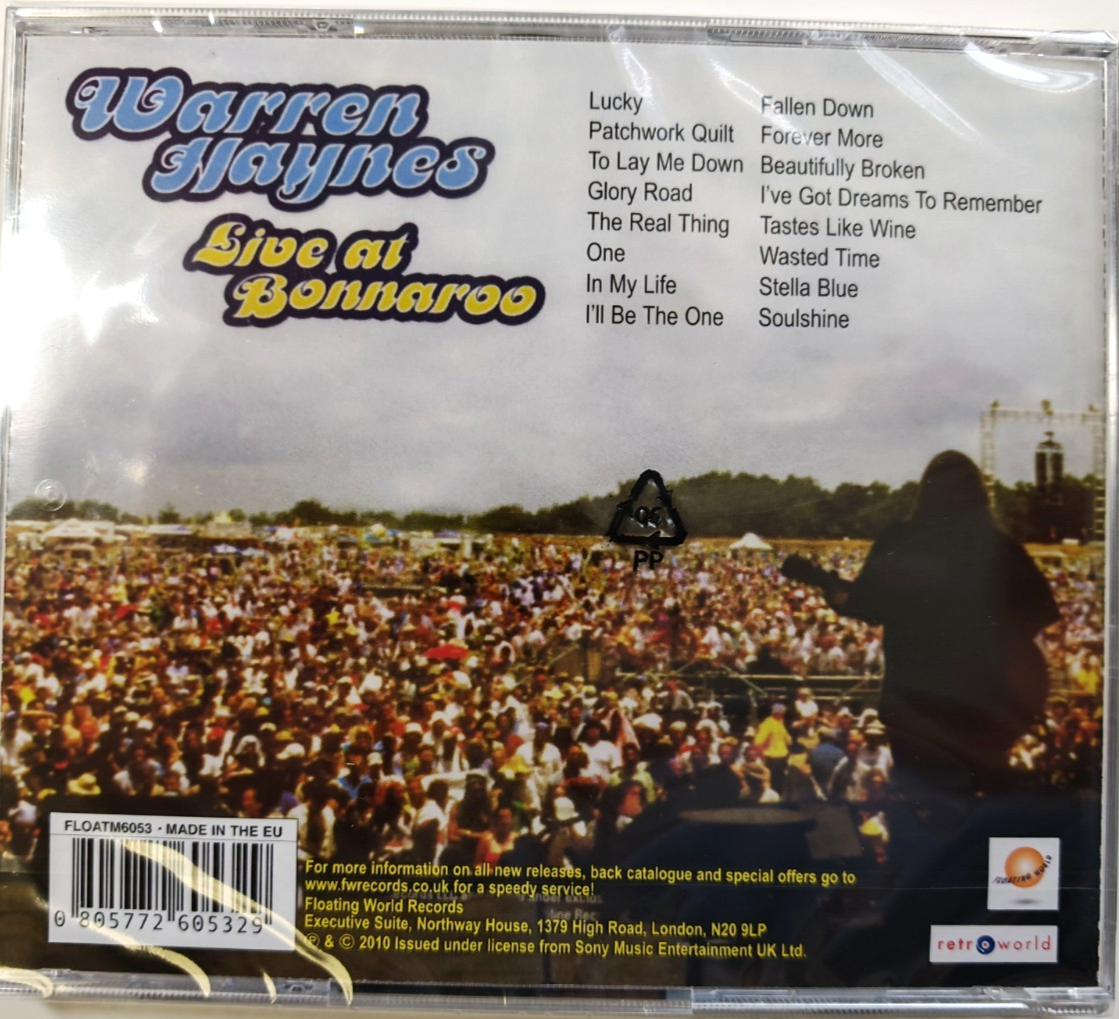 Warren
Haynes
Live at
Bonnaroo
Lucky
Patchwork Quilt
To Lay Me Down
Glory Road
The Real Thing
One
In My Life
I'll Be The One
Fallen Down
Forever More
Beautifully Broken
I've Got Dreams To Remember
Tastes Like Wine
Wasted Time
Stella Blue
Soulshine
PP
FLOATM6053 · MADE IN THE EU
0 805772 605329
For more information on all new releases, back catalogue and special offers go to
www.fwrecords.co.uk for a speedy service!
Floating World Records
Executive Suite, Northway House, 1379 High Road, London, N20 9LP
℗ & © 2010 Issued under license from Sony Music Entertainment UK Ltd.
FLOATING WORLD
retroworld